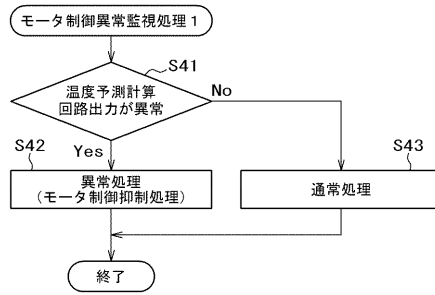 モータ制御異常監視処理1
S41
温度予測計算
回路出力が異常
No
Yes
S42
異常処理
(モータ制御抑制処理)
S43
通常処理
終了